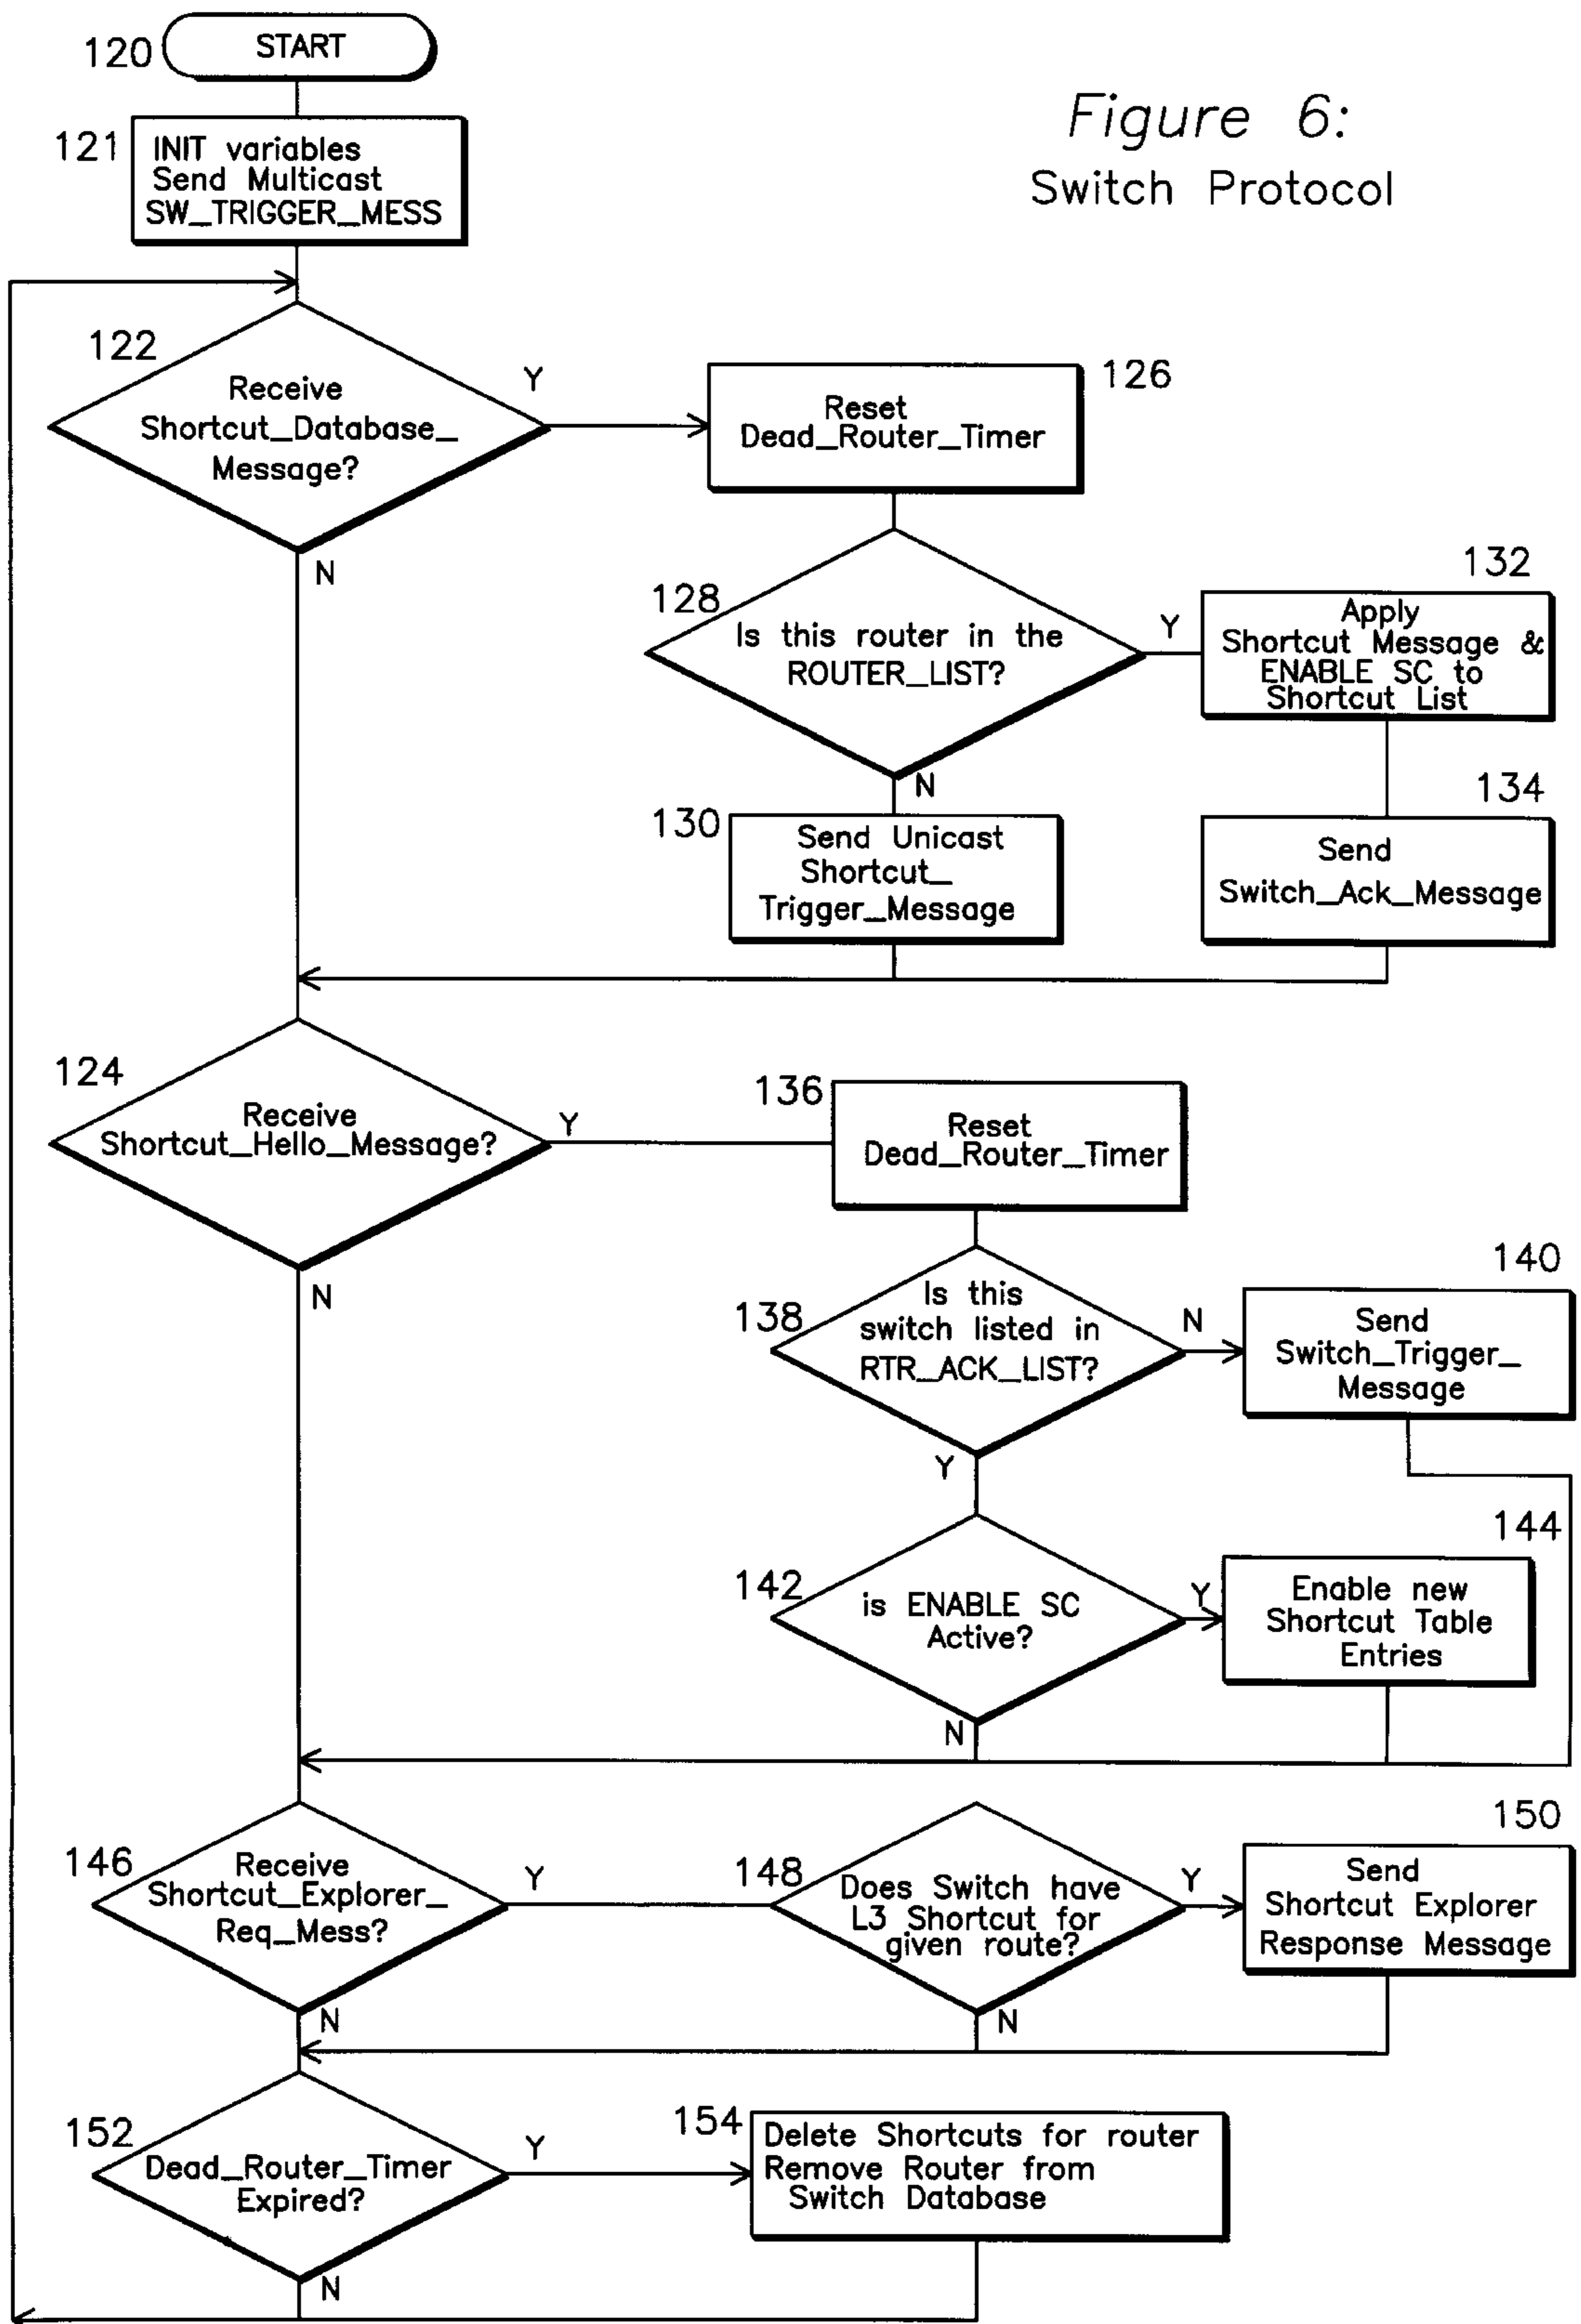 120
START
Figure 6:
Switch Protocol
121
INIT variables
Send Multicast
SW_TRIGGER_MESS
122
Receive
Shortcut_Database_
Message?
Y
N
126
Reset
Dead_Router_Timer
128
Is this router in the
ROUTER_LIST?
Y
N
132
Apply
Shortcut Message &
ENABLE SC to
Shortcut List
130
Send Unicast
Shortcut_
Trigger_Message
134
Send
Switch_Ack_Message
124
Receive
Shortcut_Hello_Message?
Y
N
136
Reset
Dead_Router_Timer
138
Is this
switch listed in
RTR_ACK_LIST?
N
Y
140
Send
Switch_Trigger_
Message
142
is ENABLE SC
Active?
Y
N
144
Enable new
Shortcut Table
Entries
146
Receive
Shortcut_Explorer_
Req_Mess?
Y
N
148
Does Switch have
L3 Shortcut for
given route?
Y
N
150
Send
Shortcut Explorer
Response Message
152
Dead_Router_Timer
Expired?
Y
N
154
Delete Shortcuts for router
Remove Router from
Switch Database